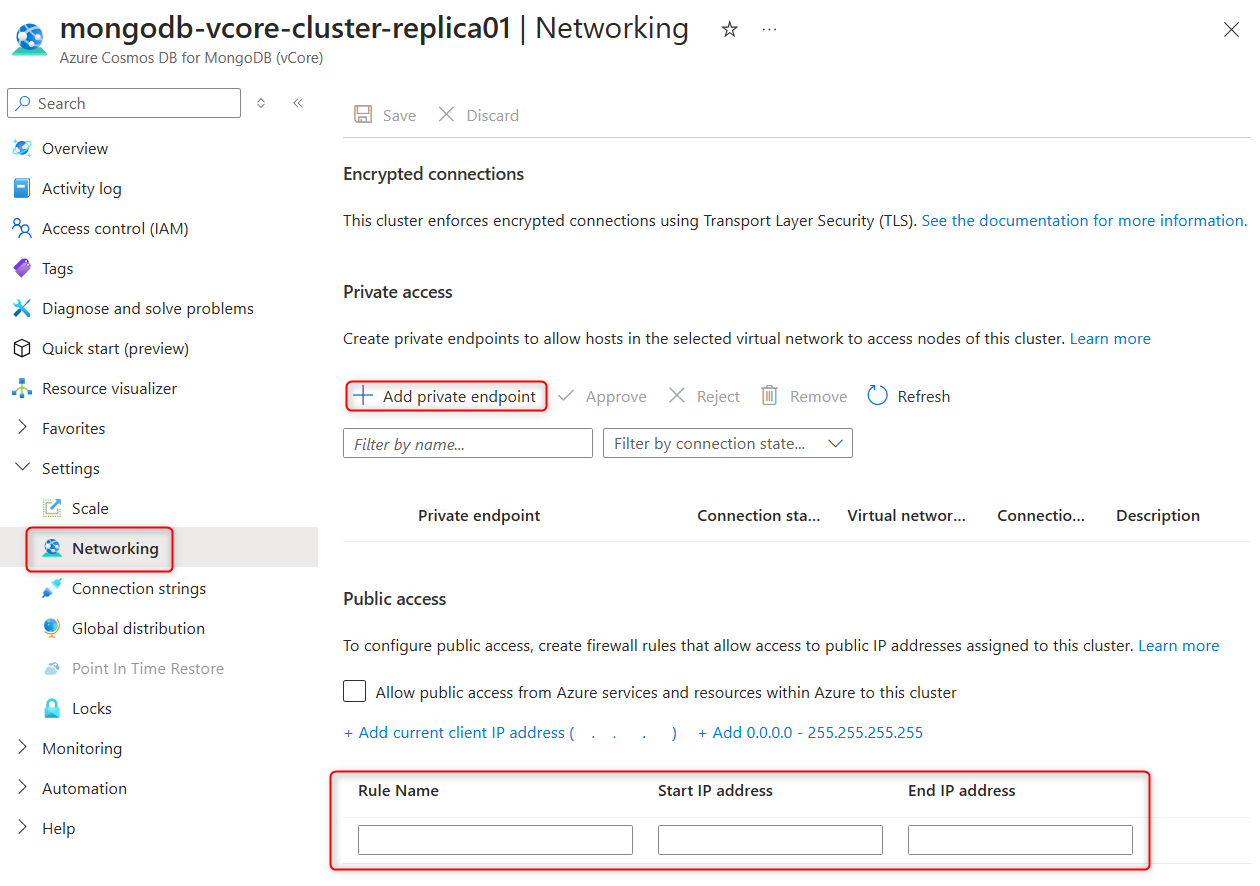 mongodb-vcore-cluster-replica01 | Networking
Azure Cosmos DB for MongoDB (vCore)
Search
Overview
Activity log
Access control (IAM)
Tags
Diagnose and solve problems
Quick start (preview)
Resource visualizer
Favorites
Settings
Scale
Networking
Connection strings
Global distribution
Point In Time Restore
Locks
Monitoring
Automation
Help
Save Discard
Encrypted connections
This cluster enforces encrypted connections using Transport Layer Security (TLS). See the documentation for more information.
Private access
Create private endpoints to allow hosts in the selected virtual network to access nodes of this cluster. Learn more
Add private endpoint Approve Reject Remove Refresh
Filter by name... Filter by connection state...
Private endpoint Connection sta... Virtual networ... Connectio... Description
Public access
To configure public access, create firewall rules that allow access to public IP addresses assigned to this cluster. Learn more
Allow public access from Azure services and resources within Azure to this cluster
+ Add current client IP address ( . . . ) + Add 0.0.0.0 - 255.255.255.255
Rule Name Start IP address End IP address